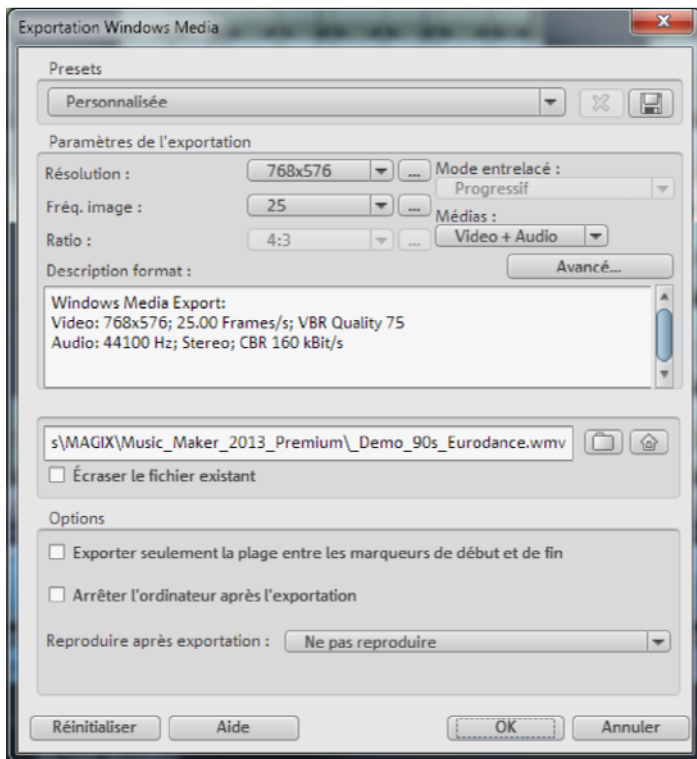 Exportation Windows Media
Presets
Personnalisée
Paramètres de l'exportation
Résolution : 768x576 ... Mode entrelacé :
Progressif
Fréq. image : 25 ... Médias :
Ratio : 4:3 ... Video + Audio
Description format : Avancé...
Windows Media Export:
Video: 768x576; 25.00 Frames/s; VBR Quality 75
Audio: 44100 Hz; Stereo; CBR 160 kBit/s
s\MAGIX\Music_Maker_2013_Premium\_Demo_90s_Eurodance.wmv
Écraser le fichier existant
Options
Exporter seulement la plage entre les marqueurs de début et de fin
Arrêter l'ordinateur après l'exportation
Reproduire après exportation : Ne pas reproduire
Réinitialiser Aide OK Annuler